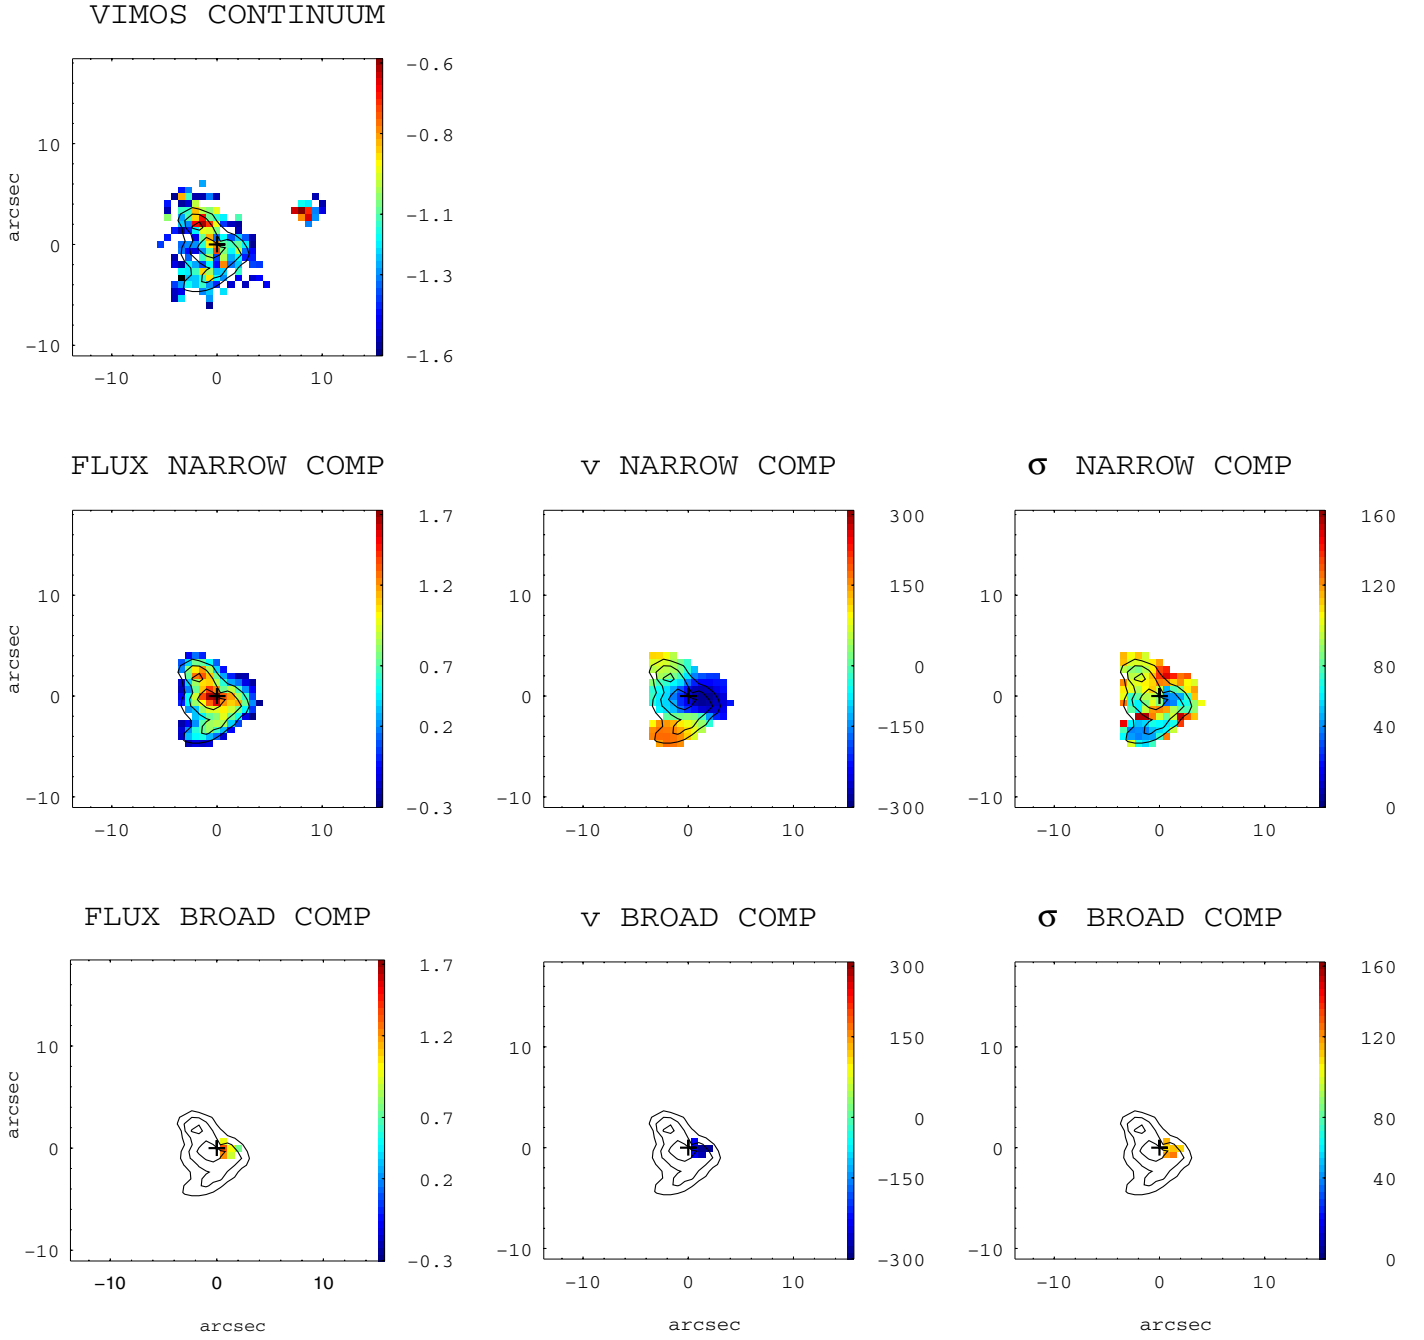 VIMOS CONTINUUM
-0.6
-0.8
-1.1
-1.3
-1.6
10
0
-10
arcsec
-10 0 10
FLUX NARROW COMP
1.7
1.2
0.7
0.2
-0.3
10
0
-10
arcsec
-10 0 10
v NARROW COMP
300
150
0
-150
-300
10
0
-10
-10 0 10
σ NARROW COMP
160
120
80
40
0
10
0
-10
-10 0 10
FLUX BROAD COMP
1.7
1.2
0.7
0.2
-0.3
10
0
-10
arcsec
-10 0 10
arcsec
v BROAD COMP
300
150
0
-150
-300
10
0
-10
-10 0 10
arcsec
σ BROAD COMP
160
120
80
40
0
10
0
-10
-10 0 10
arcsec